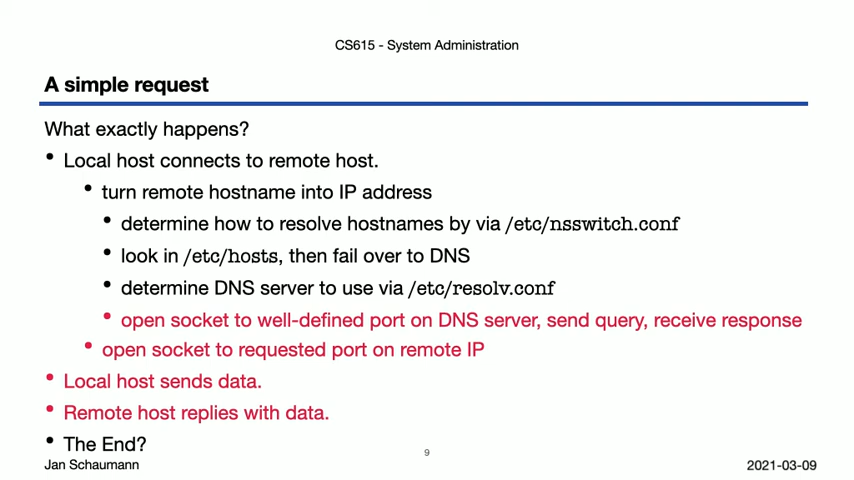 CS615 - System Administration
A simple request
What exactly happens?
• Local host connects to remote host.
• turn remote hostname into IP address
• determine how to resolve hostnames by via /etc/nsswitch.conf
• look in /etc/hosts, then fail over to DNS
• determine DNS server to use via /etc/resolv.conf
• open socket to well-defined port on DNS server, send query, receive response
• open socket to requested port on remote IP
• Local host sends data.
• Remote host replies with data.
• The End?
Jan Schaumann
9
2021-03-09